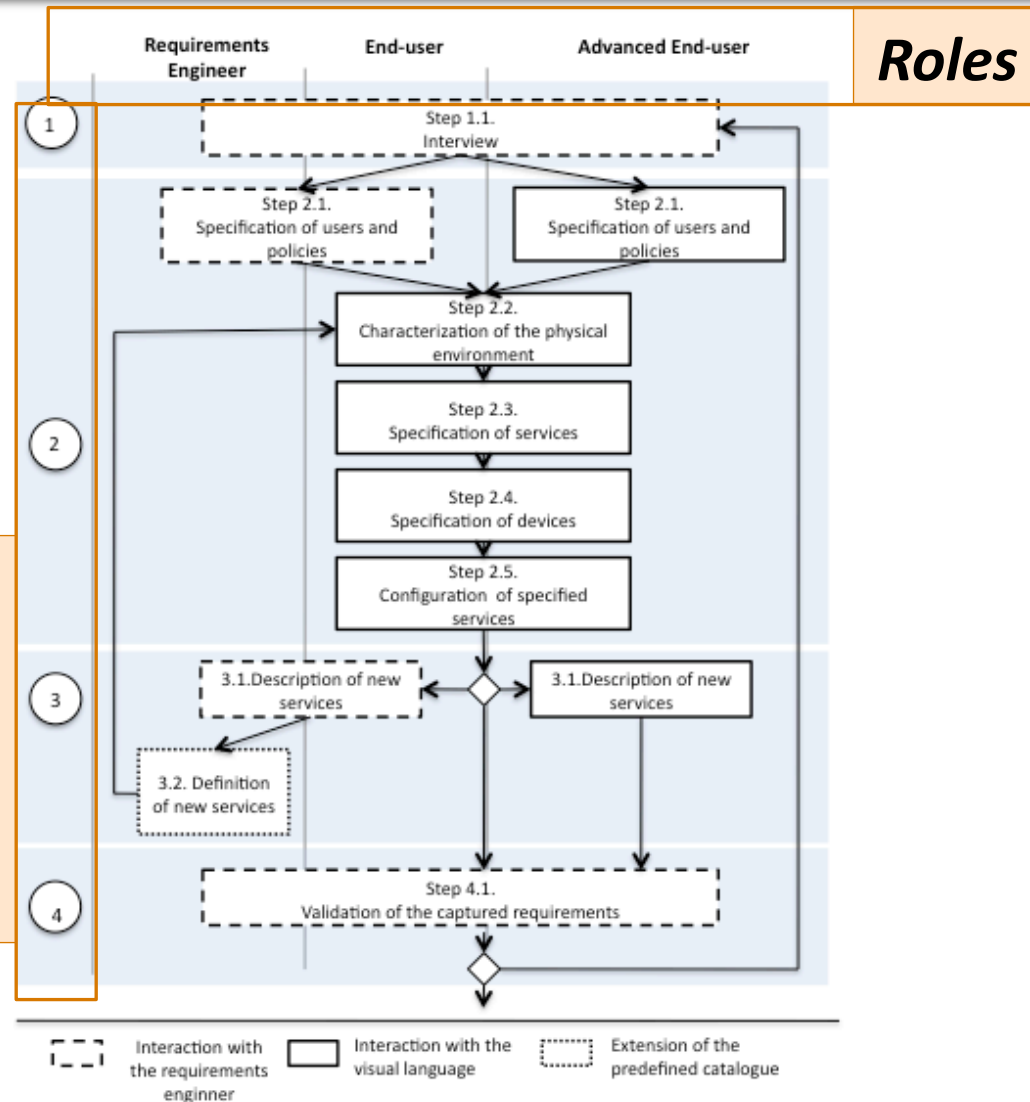 Roles
Requirements
Engineer
End-user
Advanced End-user
1
Step 1.1.
Interview
Step 2.1.
Specification of users and
policies
Step 2.1.
Specification of users and
policies
2
Step 2.2.
Characterization of the physical
environment
Step 2.3.
Specification of services
Step 2.4.
Specification of devices
Step 2.5.
Configuration of specified
services
3
3.1.Description of new
services
3.1.Description of new
services
3.2. Definition
of new services
4
Step 4.1.
Validation of the captured requirements
Interaction with
the requirements
enginner
Interaction with the
visual language
Extension of the
predefined catalogue